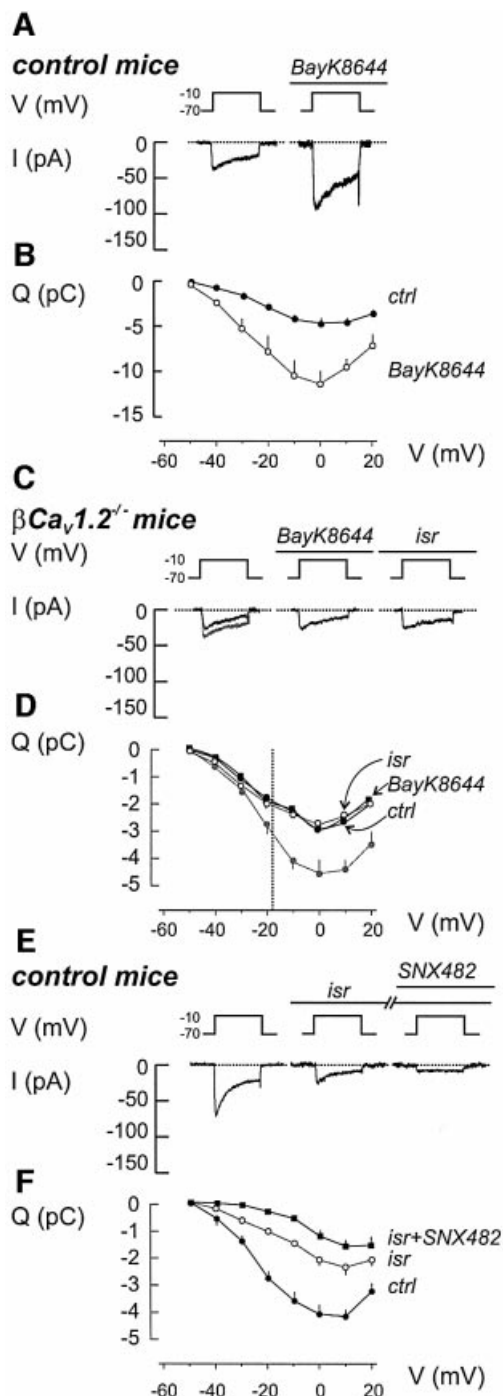 A
control mice
BayK8644
V (mV)
-10
-70
I (pA)
0
-50
-100
-150
B
Q (pC)
0
-5
-10
-15
ctrl
BayK8644
-60 -40 -20 0 20
V (mV)
C
βCav1.2-/- mice
BayK8644 isr
V (mV)
-10
-70
I (pA)
0
-50
-100
-150
D
Q (pC)
0
-1
-2
-3
-4
-5
isr
BayK8644
ctrl
-60 -40 -20 0 20
V (mV)
E
control mice
SNX482
isr
V (mV)
-10
-70
I (pA)
0
-50
-100
-150
F
Q (pC)
0
-1
-2
-3
-4
-5
isr+SNX482
isr
ctrl
-60 -40 -20 0 20
V (mV)